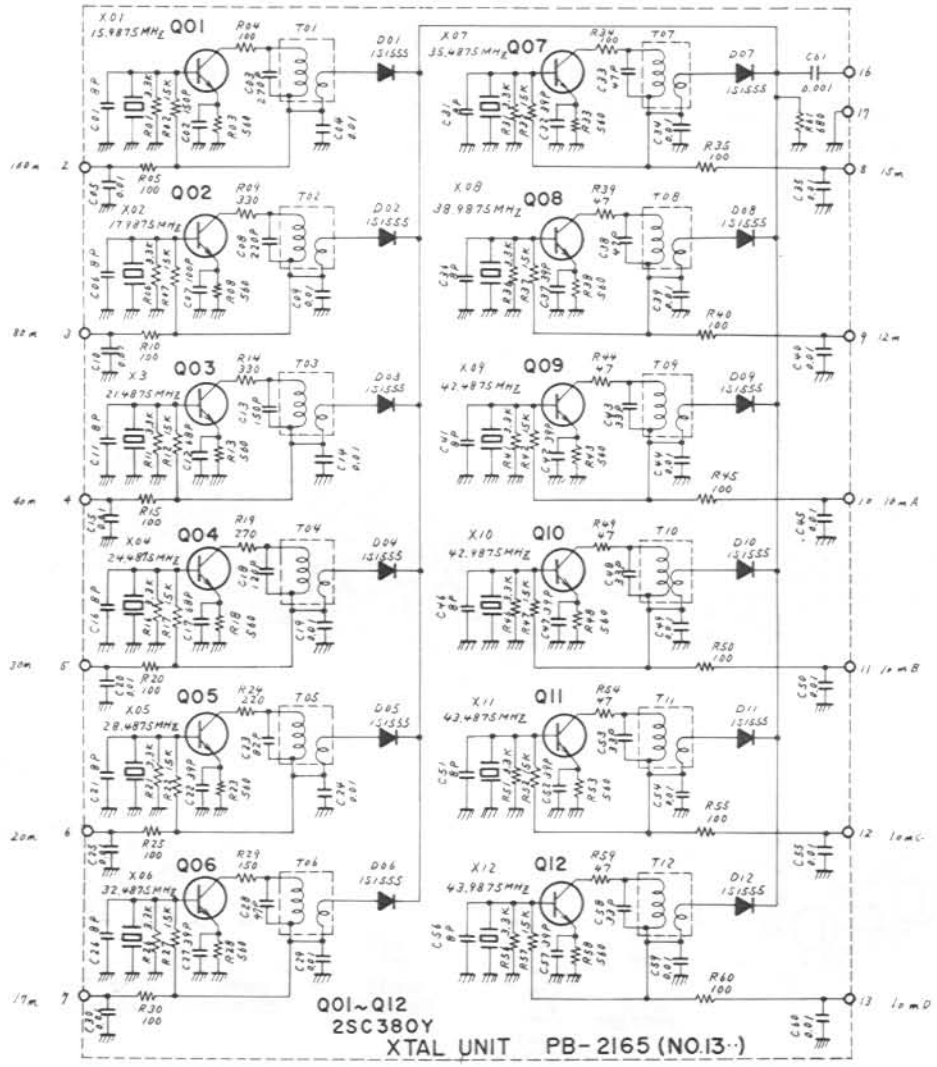 X01
15.9875MHz
Q01
R04
100
T01
D01
1S1555
C01 8P
R01 3.3K
R02 15K
C02 150P
R03
560
C03
270P
C04
0.01
160m
2
R05
100
C05
0.01
X02
17.9875MHz
Q02
R09
330
T02
D02
1S1555
C06 8P
R06 3.3K
R07 15K
C07 100P
R08
560
C08
220P
C09
0.01
80m
3
R10
100
C10
X3
21.4875MHz
Q03
R14
330
T03
D03
1S1555
C11 8P
R11 3.3K
R12 15K
C12 68P
R13
560
C13
150P
C14
0.01
40m
4
R15
100
C15
0.01
X04
24.4875MHz
Q04
R19
270
T04
D04
1S1555
C16 8P
R16 3.3K
R17 15K
C17 68P
R18
560
C18
120P
C19
0.01
30m
5
R20
100
C20
0.01
X05
28.4875MHz
Q05
R24
220
T05
D05
1S1555
C21 8P
3.3K
15K
C22 39P
R23
560
C23
82P
C24
0.01
20m
6
R25
100
C25
0.01
X06
32.4875MHz
Q06
R29
150
T06
D06
1S1555
C26 8P
R26 3.3K
R27 15K
C27 39P
R28
560
C28
C29
0.01
17m
7
R30
100
C30
X07
35.4875MHz
Q07
R34
100
T07
D07
1S1555
C31
8P
R31 3.3K
R32 15K
C32 39P
R33
560
C33
47P
C34
0.01
R35
100
C35
0.01
8
15m
C61
0.001
16
17
R61
680
X08
38.9875MHz
Q08
R39
47
T08
D08
1S1555
C36
8P
R36 3.3K
R37 15K
C37 39P
R38
560
C38
C39
0.01
R40
100
C40
0.01
9
12m
X09
42.4875MHz
Q09
R44
47
T09
D09
1S1555
C41
8P
R41 3.3K
R42 15K
C42 39P
R43
560
C43
33P
C44
0.01
R45
100
C45
0.01
10
10mA
X10
42.9875MHz
Q10
R49
47
T10
D10
1S1555
C46
8P
R46 3.3K
R47 15K
C47 39P
R48
560
C48
33P
C49
0.01
R50
100
C50
0.01
11
10mB
X11
43.4875MHz
Q11
R54
47
T11
D11
1S1555
C51
8P
R51 3.3K
R52 15K
C52 39P
R53
560
C53
33P
C54
0.01
R55
100
C55
0.01
12
10mC
X12
43.9875MHz
Q12
R59
47
T12
D12
1S1555
C56
8P
R56 3.3K
R57 15K
C57 39P
R58
560
C58
33P
C59
0.01
R60
100
C60
0.01
13
10mD
Q01~Q12
2SC380Y
XTAL UNIT PB-2165 (NO.13··)